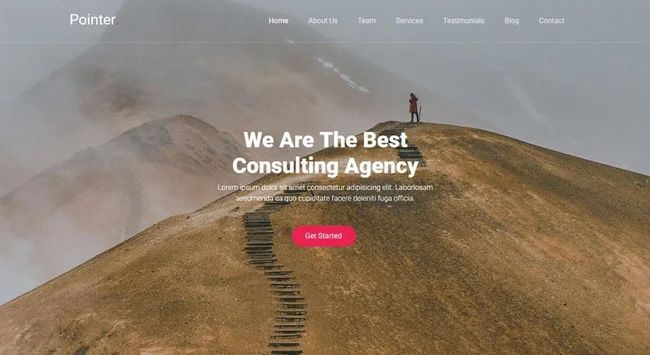 Pointer.
Home About Us Team Services Testimonials Blog Contact
We Are The Best
Consulting Agency
Lorem ipsum dolor sit amet consectetur adipisicing elit. Laboriosam
assumenda ea quo cupiditate facere deleniti fuga officia.
Get Started